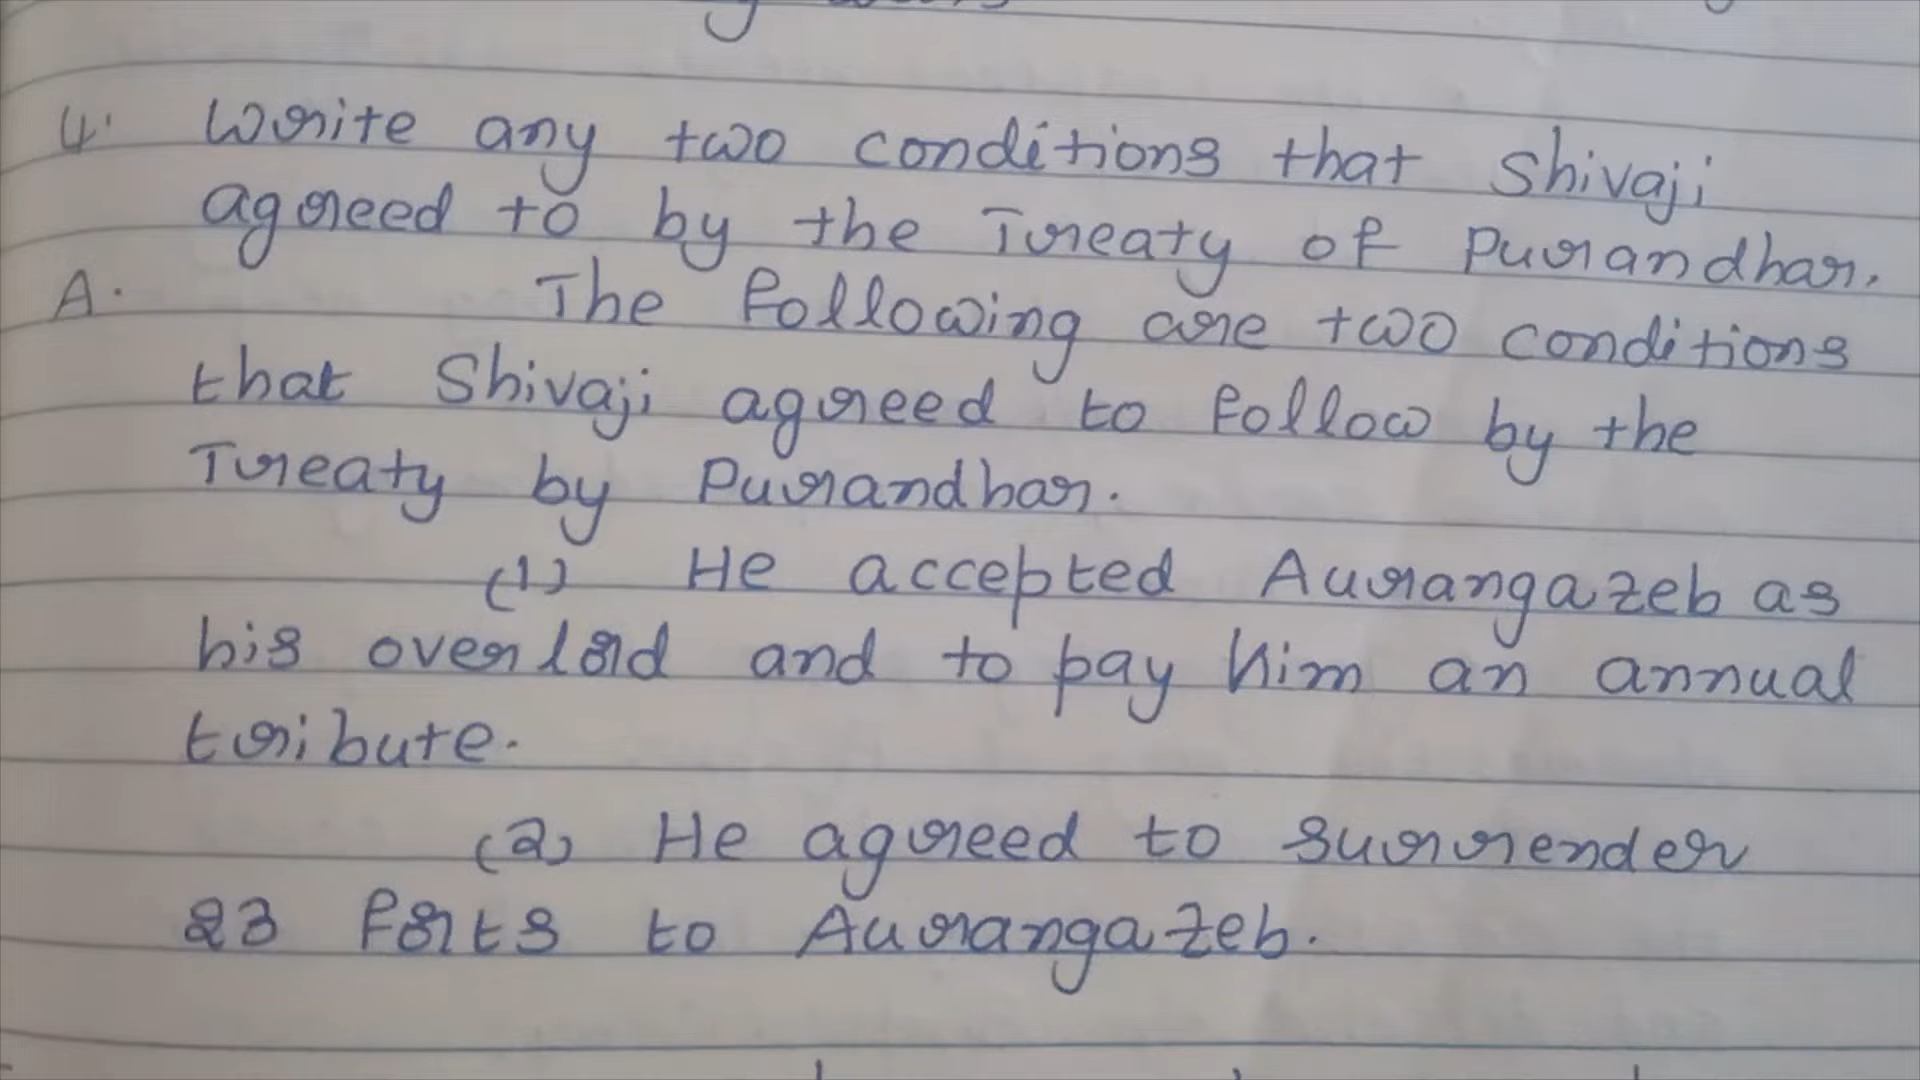 4. Write any two conditions that Shivaji
agreed to by the Treaty of Purandhar.
A. The following are two conditions
that Shivaji agreed to follow by the
Treaty by Purandhar.
(1) He accepted Aurangazeb as
his overlord and to pay him an annual
tribute.
(2) He agreed to surrender
23 forts to Aurangazeb.